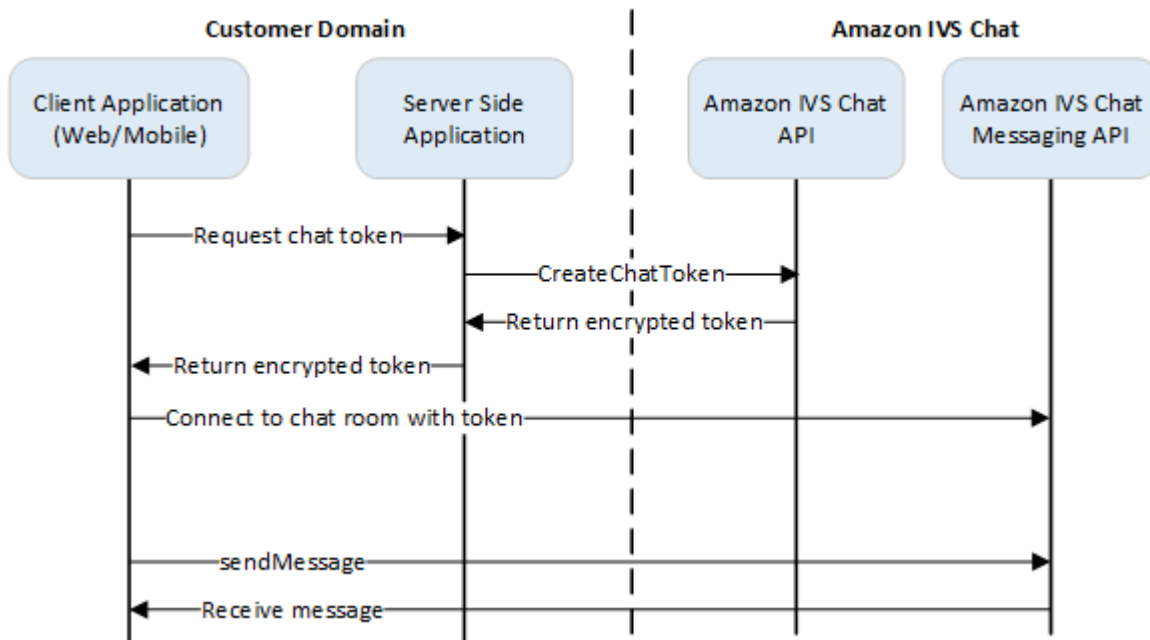 Customer Domain
Amazon IVS Chat
Client Application
(Web/Mobile)
Server Side
Application
Amazon IVS Chat
API
Amazon IVS Chat
Messaging API
Request chat token
CreateChatToken
Return encrypted token
Return encrypted token
Connect to chat room with token
sendMessage
Receive message